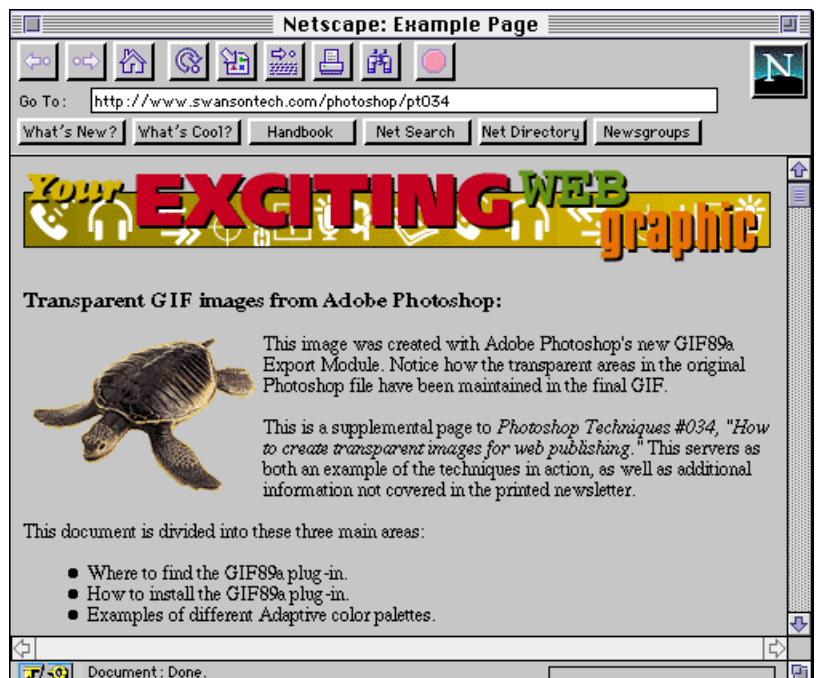 Netscape: Example Page
N
Go To: http://www.swansontech.com/photoshop/pt034
What's New? What's Cool? Handbook Net Search Net Directory Newsgroups
Your EXCITING WEB
graphic
Transparent GIF images from Adobe Photoshop:
This image was created with Adobe Photoshop's new GIF89a
Export Module. Notice how the transparent areas in the original
Photoshop file have been maintained in the final GIF.
This is a supplemental page to Photoshop Techniques #034, "How
to create transparent images for web publishing." This servers as
both an example of the techniques in action, as well as additional
information not covered in the printed newsletter.
This document is divided into these three main areas:
● Where to find the GIF89a plug-in.
● How to install the GIF89a plug-in.
● Examples of different Adaptive color palettes.
Document: Done.